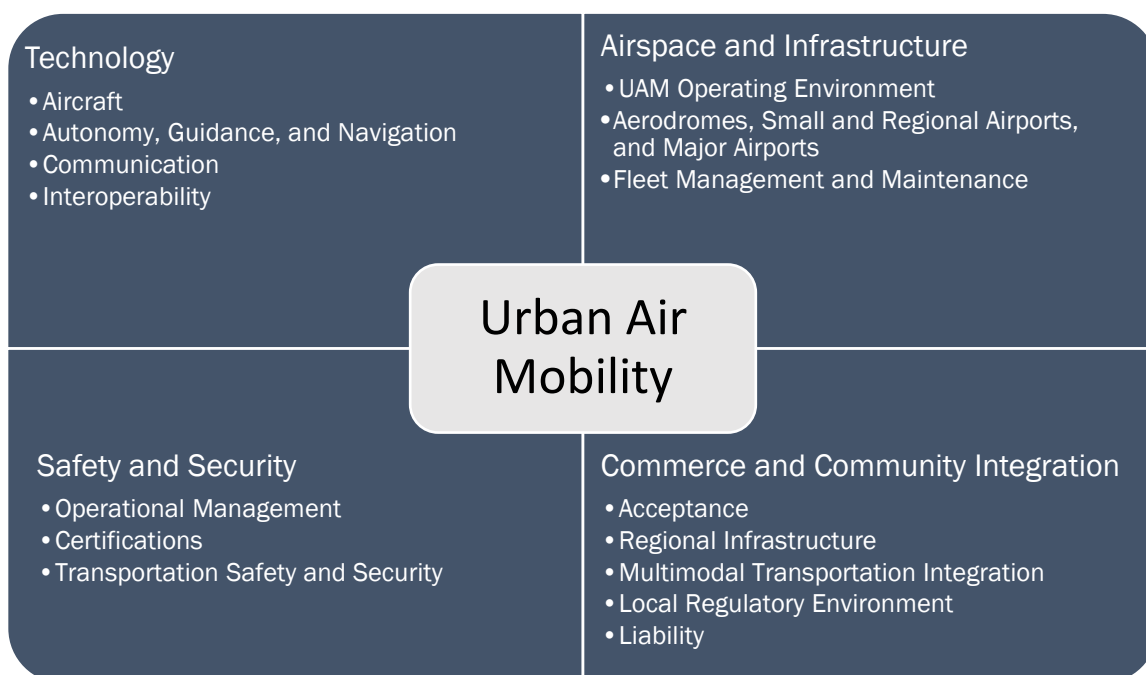 Technology
•Aircraft
•Autonomy, Guidance, and Navigation
•Communication
•Interoperability
Airspace and Infrastructure
•UAM Operating Environment
•Aerodromes, Small and Regional Airports,
and Major Airports
•Fleet Management and Maintenance
Urban Air
Mobility
Safety and Security
•Operational Management
•Certifications
•Transportation Safety and Security
Commerce and Community Integration
•Acceptance
•Regional Infrastructure
•Multimodal Transportation Integration
•Local Regulatory Environment
•Liability